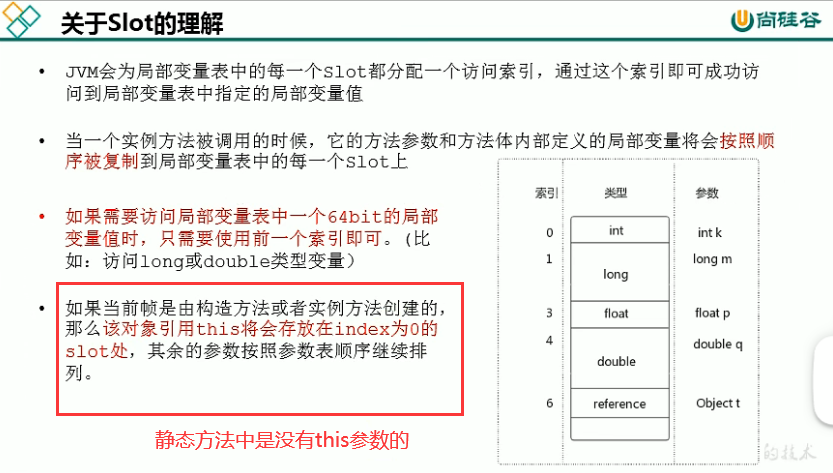 关于Slot的理解
尚硅谷
• JVM会为局部变量表中的每一个Slot都分配一个访问索引，通过这个索引即可成功访
问到局部变量表中指定的局部变量值
• 当一个实例方法被调用的时候，它的方法参数和方法体内部定义的局部变量将会按照顺
序被复制到局部变量表中的每一个Slot上
• 如果需要访问局部变量表中一个64bit的局部
变量值时，只需要使用前一个索引即可。(比
如：访问long或double类型变量）
• 如果当前帧是由构造方法或者实例方法创建的，
那么该对象引用this将会存放在index为0的
slot处，其余的参数按照参数表顺序继续排
列。
静态方法中是没有this参数的
索引 类型 参数
0 int int k
1 long long m
3 float float p
4 double double q
6 reference Object t
的技术